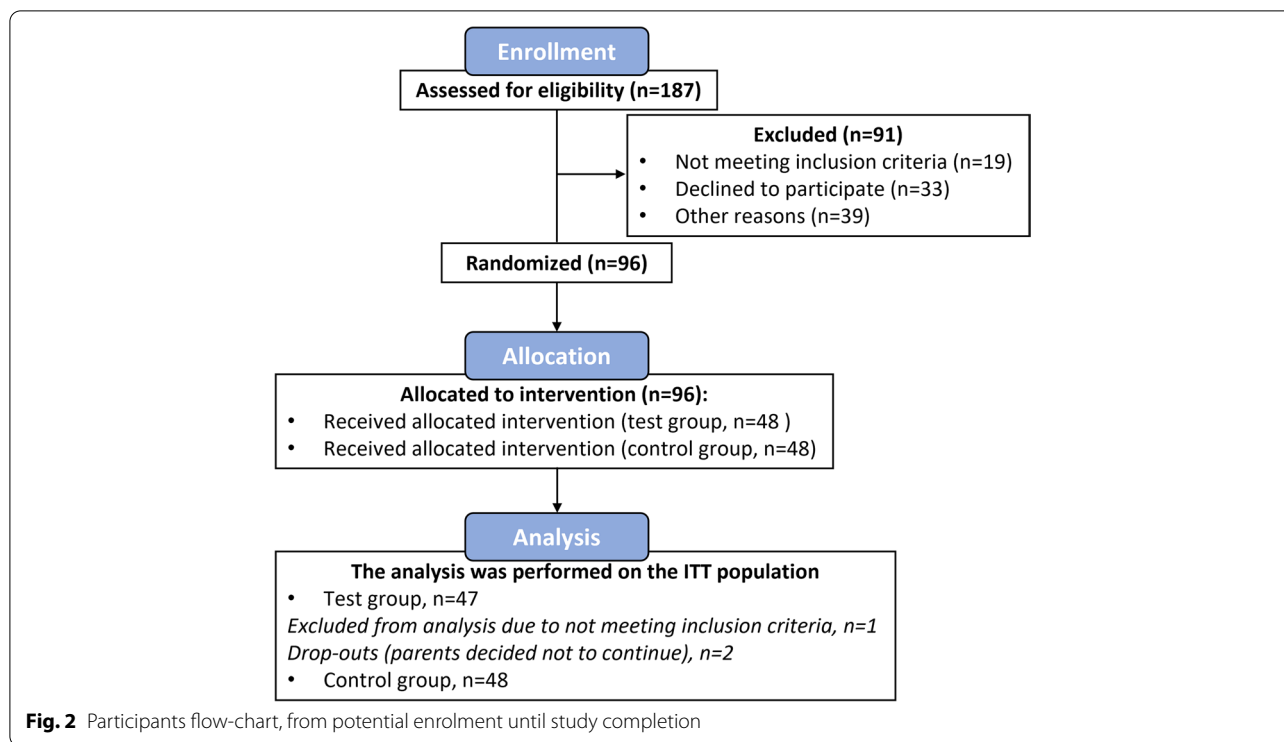 Enrollment
Assessed for eligibility (n=187)
Excluded (n=91)
• Not meeting inclusion criteria (n=19)
• Declined to participate (n=33)
• Other reasons (n=39)
Randomized (n=96)
Allocation
Allocated to intervention (n=96):
• Received allocated intervention (test group, n=48 )
• Received allocated intervention (control group, n=48)
Analysis
The analysis was performed on the ITT population
• Test group, n=47
Excluded from analysis due to not meeting inclusion criteria, n=1
Drop-outs (parents decided not to continue), n=2
• Control group, n=48
Fig. 2 Participants flow-chart, from potential enrolment until study completion